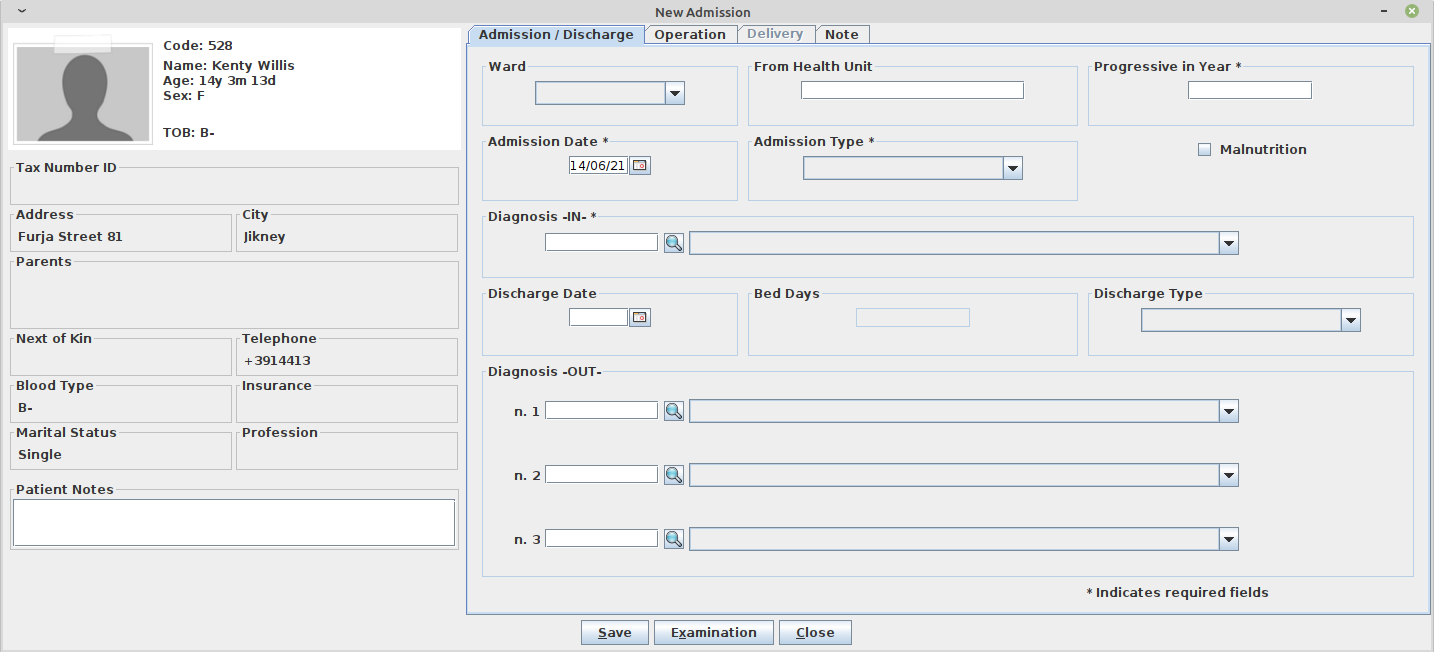 New Admission
Code: 528
Name: Kenty Willis
Age: 14y 3m 13d
Sex: F
TOB: B-
Tax Number ID
Address
City
Furja Street 81
Jikney
Parents
Next of Kin
Telephone
+3914413
Blood Type
Insurance
B-
Marital Status
Profession
Single
Patient Notes
Admission / Discharge
Operation
Delivery
Note
Ward
From Health Unit
Progressive in Year *
Admission Date *
Admission Type *
14/06/21
Malnutrition
Diagnosis -IN- *
Discharge Date
Bed Days
Discharge Type
Diagnosis -OUT-
n. 1
n. 2
n. 3
* Indicates required fields
Save
Examination
Close